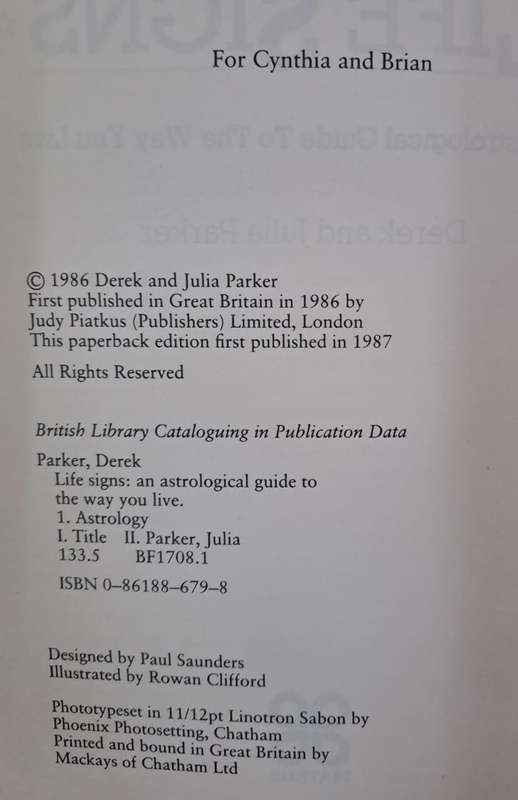 For Cynthia and Brian
© 1986 Derek and Julia Parker
First published in Great Britain in 1986 by
Judy Piatkus (Publishers) Limited, London
This paperback edition first published in 1987
All Rights Reserved
British Library Cataloguing in Publication Data
Parker, Derek
Life signs: an astrological guide to
the way you live.
1. Astrology
I. Title II. Parker, Julia
133.5 BF1708.1
ISBN 0–86188–679–8
Designed by Paul Saunders
Illustrated by Rowan Clifford
Phototypeset in 11/12pt Linotron Sabon by
Phoenix Photosetting, Chatham
Printed and bound in Great Britain by
Mackays of Chatham Ltd